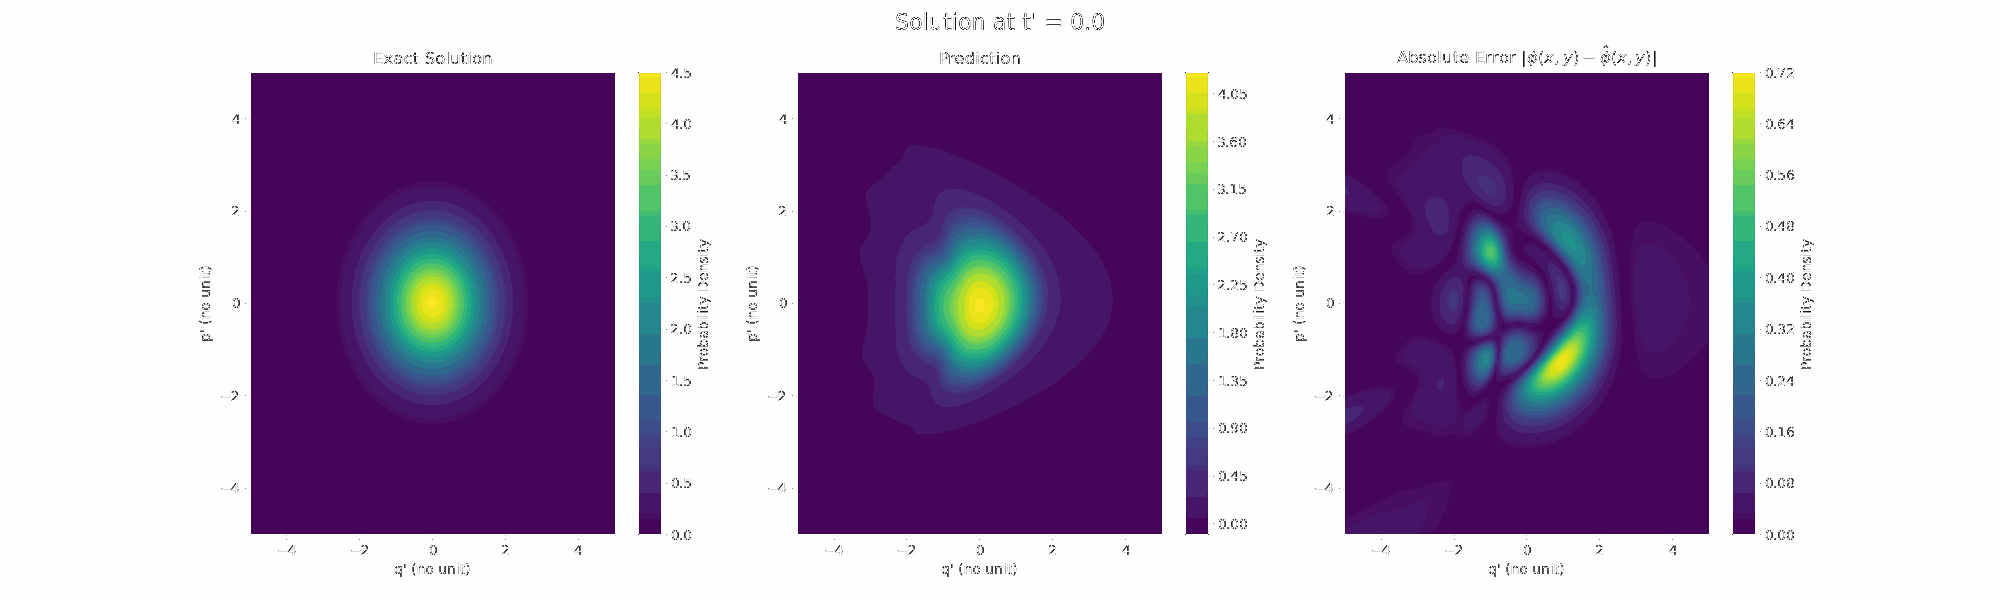 Solution at t' = 0.0
Exact Solution
4
2
0
−2
−4
p' (no unit)
−4 −2 0 2 4
q' (no unit)
4.5
4.0
3.5
3.0
2.5
2.0
1.5
1.0
0.5
0.0
Probability Density
Prediction
4
2
0
−2
−4
p' (no unit)
−4 −2 0 2 4
q' (no unit)
4.05
3.60
3.15
2.70
2.25
1.80
1.35
0.90
0.45
0.00
Probability Density
Absolute Error |ϕ(x, y) − ϕ̂(x, y)|
4
2
0
−2
−4
p' (no unit)
−4 −2 0 2 4
q' (no unit)
0.72
0.64
0.56
0.48
0.40
0.32
0.24
0.16
0.08
0.00
Probability Density